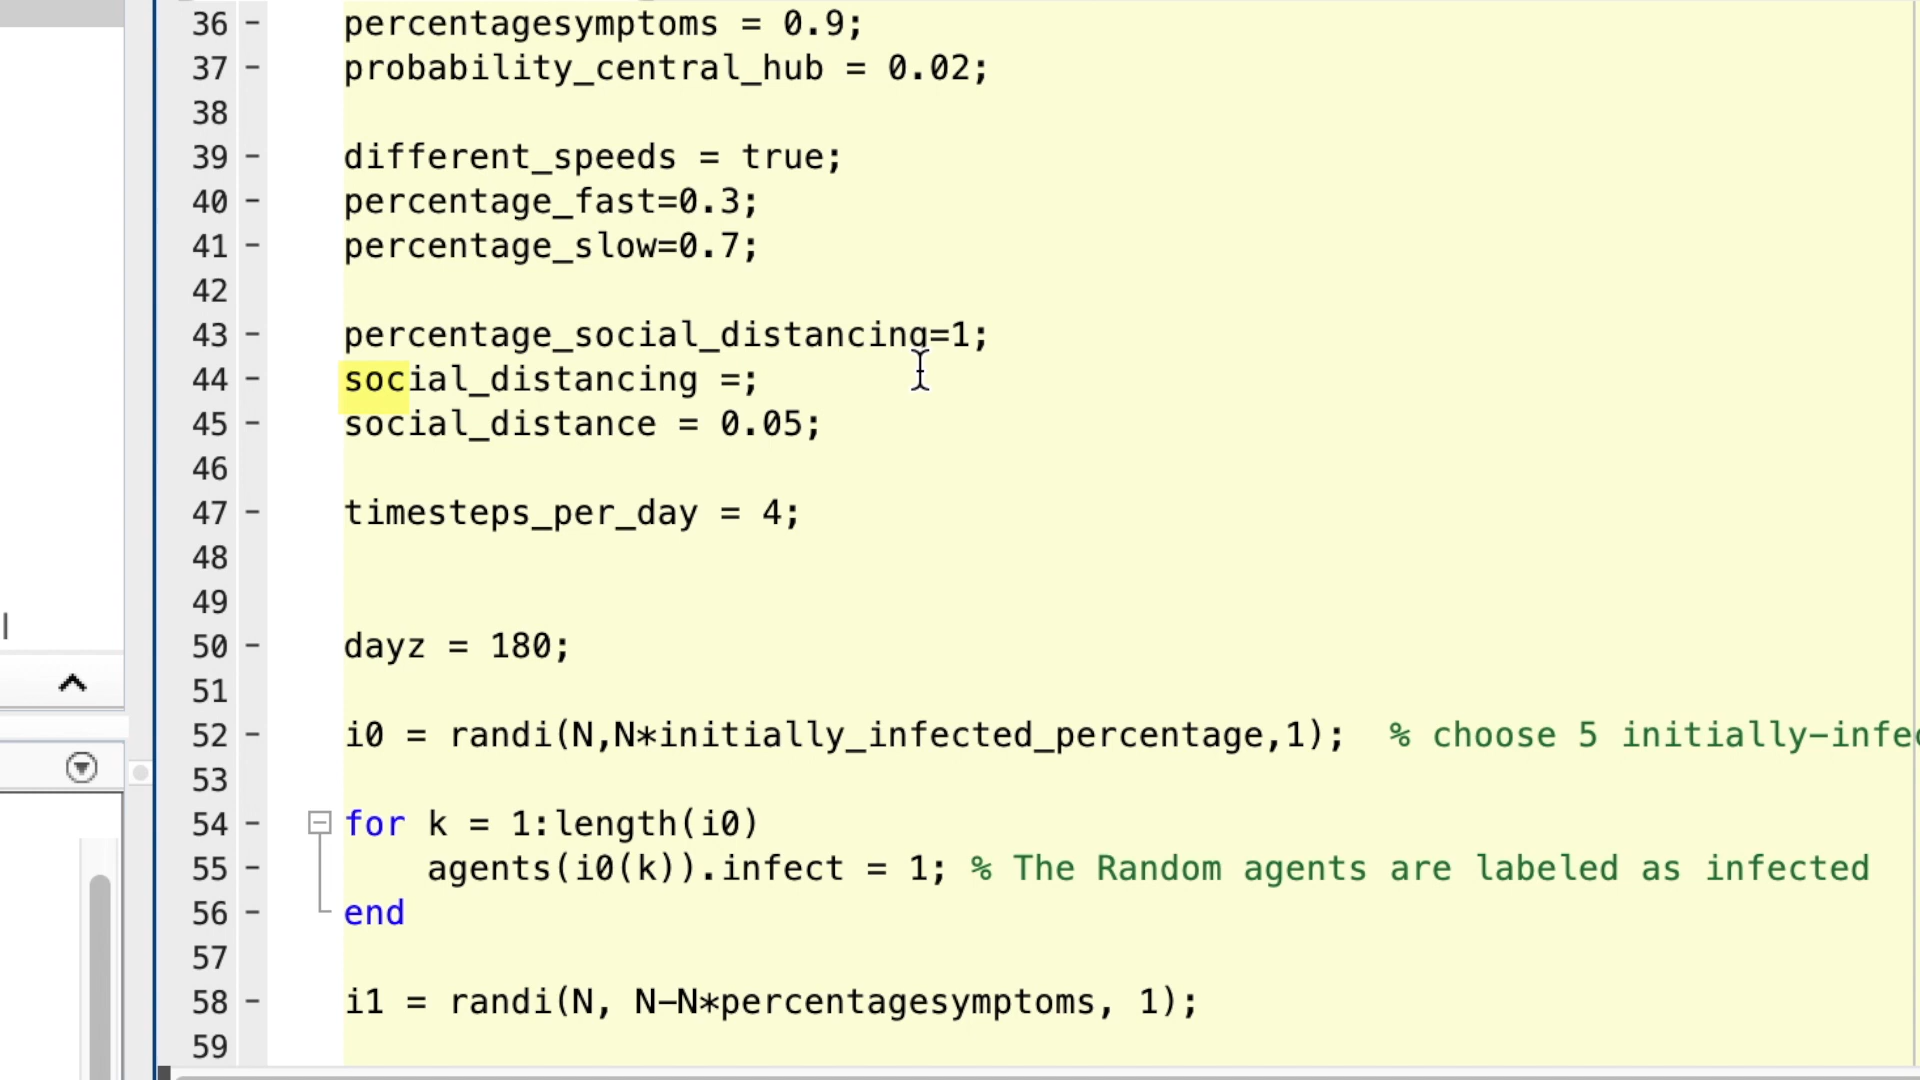 36 - percentagesymptoms = 0.9;
37 - probability_central_hub = 0.02;
38
39 - different_speeds = true;
40 - percentage_fast=0.3;
41 - percentage_slow=0.7;
42
43 - percentage_social_distancing=1;
44 - social_distancing =;
45 - social_distance = 0.05;
46
47 - timesteps_per_day = 4;
48
49
50 - dayz = 180;
51
52 - i0 = randi(N,N*initially_infected_percentage,1);  % choose 5 initially-infec
53
54 - for k = 1:length(i0)
55 - agents(i0(k)).infect = 1; % The Random agents are labeled as infected
56 - end
57
58 - i1 = randi(N, N-N*percentagesymptoms, 1);
59